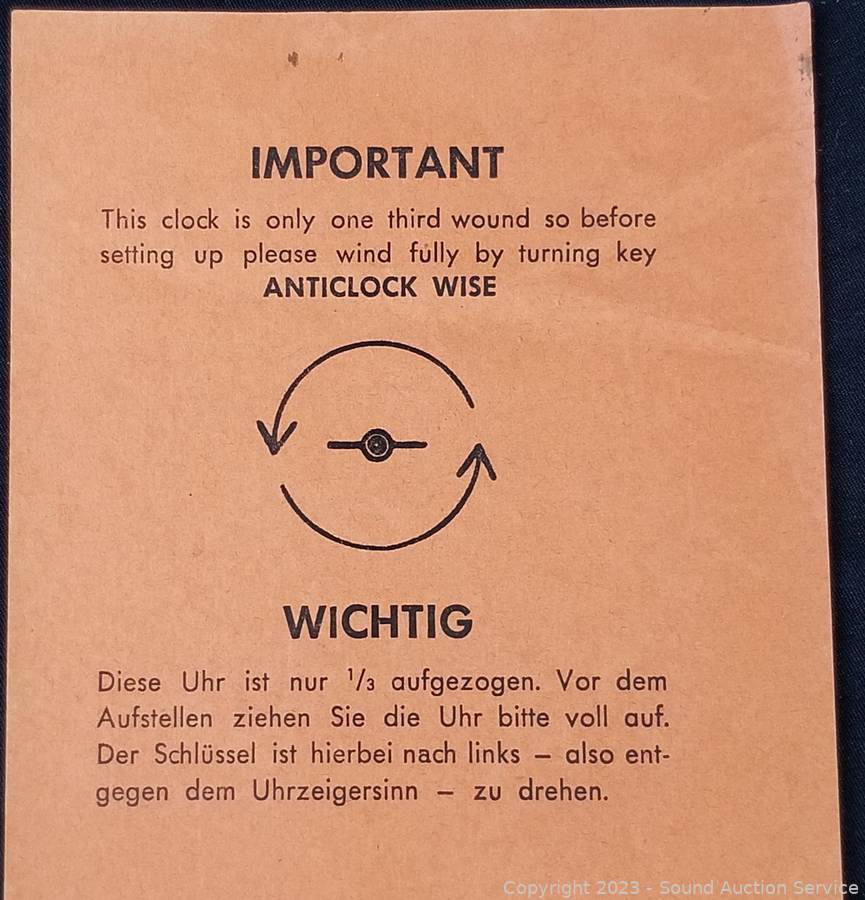 IMPORTANT
This clock is only one third wound so before
setting up please wind fully by turning key
ANTICLOCK WISE
WICHTIG
Diese Uhr ist nur ¹/₃ aufgezogen. Vor dem
Aufstellen ziehen Sie die Uhr bitte voll auf.
Der Schlüssel ist hierbei nach links – also ent-
gegen dem Uhrzeigersinn – zu drehen.
Copyright 2023 - Sound Auction Service